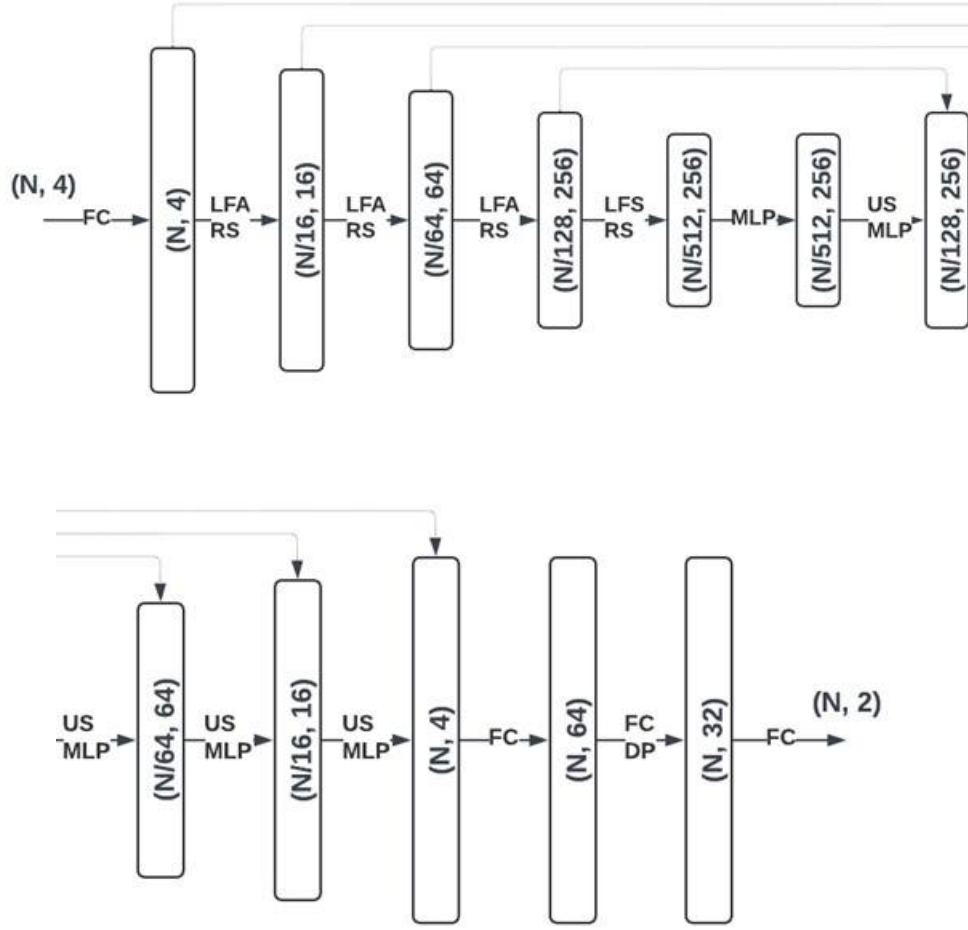 (N, 4)
FC
(N, 4)
LFA
RS
(N/16, 16)
LFA
RS
(N/64, 64)
LFA
RS
(N/128, 256)
LFS
RS
(N/512, 256)
MLP
(N/512, 256)
US
MLP
(N/128, 256)
US
MLP
(N/64, 64)
US
MLP
(N/16, 16)
US
MLP
(N, 4)
FC
(N, 64)
FC
DP
(N, 32)
FC
(N, 2)